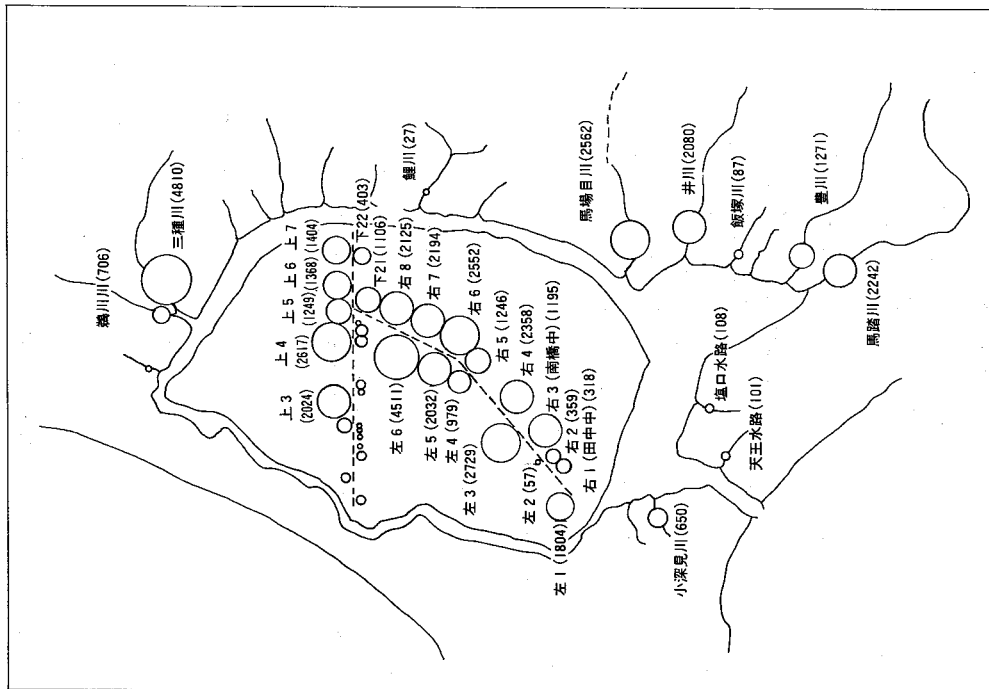 鵜川川(706)
三種川(4810)
鯉川(27)
馬場目川(2562)
井川(2080)
飯塚川(87)
豊川(1271)
馬踏川(2242)
塩口水路(108)
天王水路(101)
小深見川(650)
上3
(2024)
上4
(2617)
上5
(1249)
上6
(1368)
上7
(1404)
下22(403)
下21(1106)
右8(2125)
右7(2194)
右6(2552)
右5(1246)
右4(2358)
右3(南橋中)(1195)
右2(359)
右1(田中中)(318)
左6(4511)
左5(2032)
左4(979)
左3(2729)
左2(57)
左1(1804)